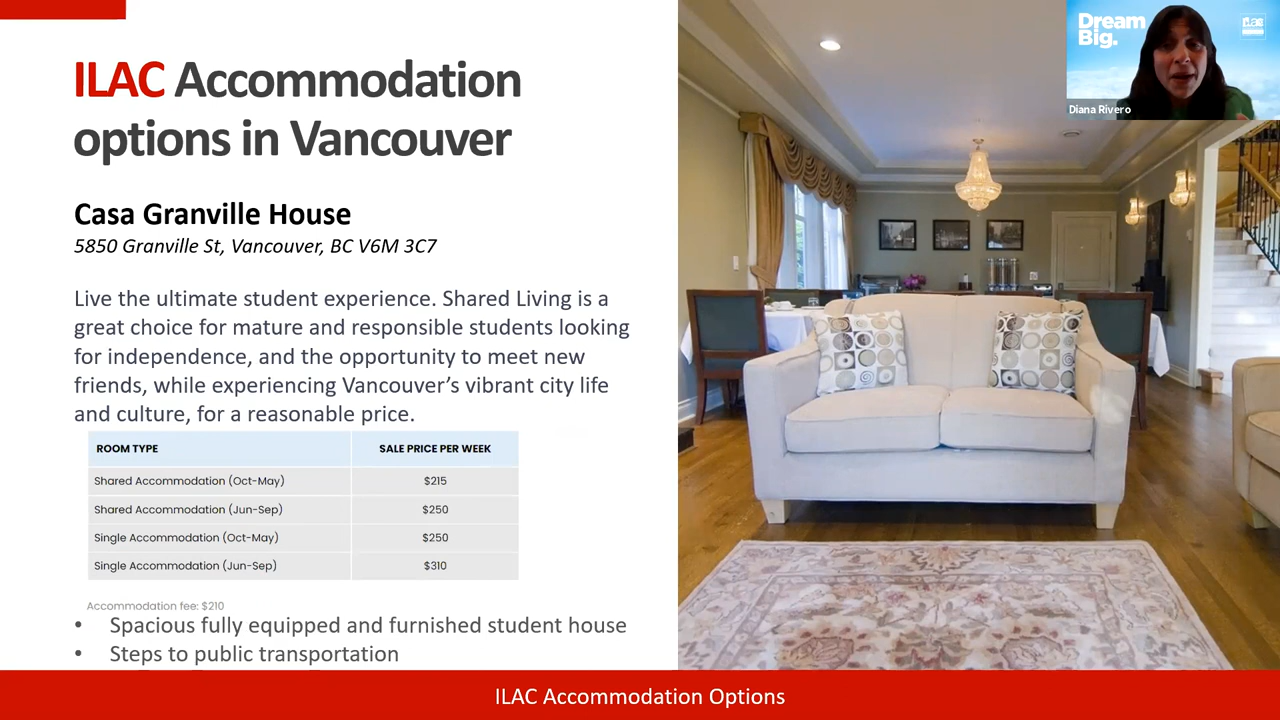 ILAC Accommodation
options in Vancouver
Casa Granville House
5850 Granville St, Vancouver, BC V6M 3C7
Live the ultimate student experience. Shared Living is a
great choice for mature and responsible students looking
for independence, and the opportunity to meet new
friends, while experiencing Vancouver's vibrant city life
and culture, for a reasonable price.
ROOM TYPE SALE PRICE PER WEEK
Shared Accommodation (Oct-May) $215
Shared Accommodation (Jun-Sep) $250
Single Accommodation (Oct-May) $250
Single Accommodation (Jun-Sep) $310
Accommodation fee: $210
• Spacious fully equipped and furnished student house
• Steps to public transportation
Dream
Big.
ilac
Diana Rivero
ILAC Accommodation Options